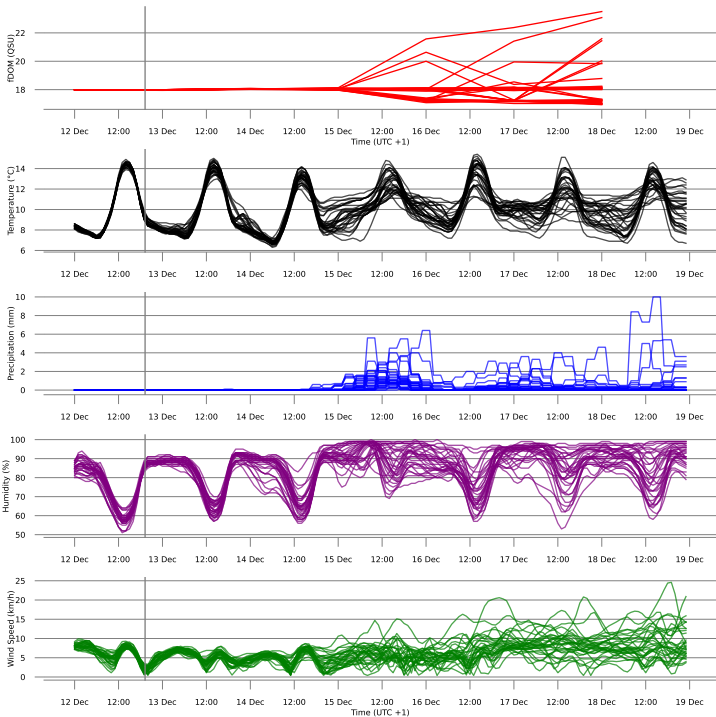 fDOM (QSU)
22
20
18
12 Dec 12:00 13 Dec 12:00 14 Dec 12:00 15 Dec 12:00 16 Dec 12:00 17 Dec 12:00 18 Dec 12:00 19 Dec
Time (UTC +1)
Temperature (°C)
14
12
10
8
6
12 Dec 12:00 13 Dec 12:00 14 Dec 12:00 15 Dec 12:00 16 Dec 12:00 17 Dec 12:00 18 Dec 12:00 19 Dec
Precipitation (mm)
10
8
6
4
2
0
12 Dec 12:00 13 Dec 12:00 14 Dec 12:00 15 Dec 12:00 16 Dec 12:00 17 Dec 12:00 18 Dec 12:00 19 Dec
Humidity (%)
100
90
80
70
60
50
12 Dec 12:00 13 Dec 12:00 14 Dec 12:00 15 Dec 12:00 16 Dec 12:00 17 Dec 12:00 18 Dec 12:00 19 Dec
Wind Speed (km/h)
25
20
15
10
5
0
12 Dec 12:00 13 Dec 12:00 14 Dec 12:00 15 Dec 12:00 16 Dec 12:00 17 Dec 12:00 18 Dec 12:00 19 Dec
Time (UTC +1)